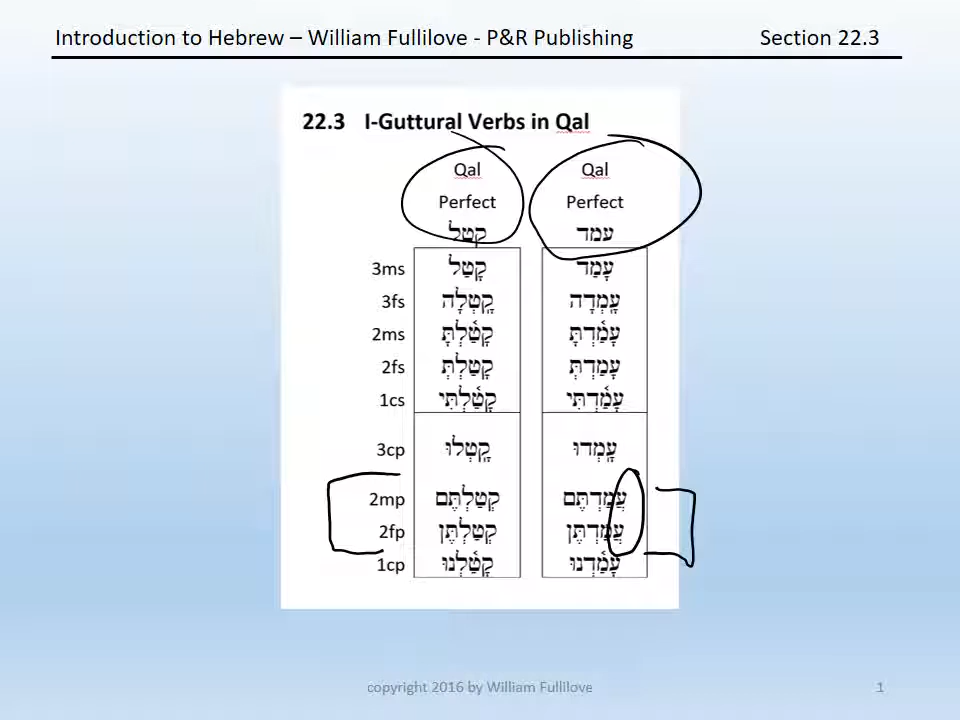 Introduction to Hebrew – William Fullilove - P&R Publishing Section 22.3
22.3 I-Guttural Verbs in Qal
Qal Qal
Perfect Perfect
קטל עמד
3ms קָטַל עָמַד
3fs קָֽטְלָה עָֽמְדָה
2ms קָטַ֫לְתָּ עָמַ֫דְתָּ
2fs קָטַלְתְּ עָמַדְתְּ
1cs קָטַ֫לְתִּי עָמַ֫דְתִּי
3cp קָֽטְלוּ עָֽמְדוּ
2mp קְטַלְתֶּם עֲמַדְתֶּם
2fp קְטַלְתֶּן עֲמַדְתֶּן
1cp קָטַ֫לְנוּ עָמַ֫דְנוּ
copyright 2016 by William Fullilove 1